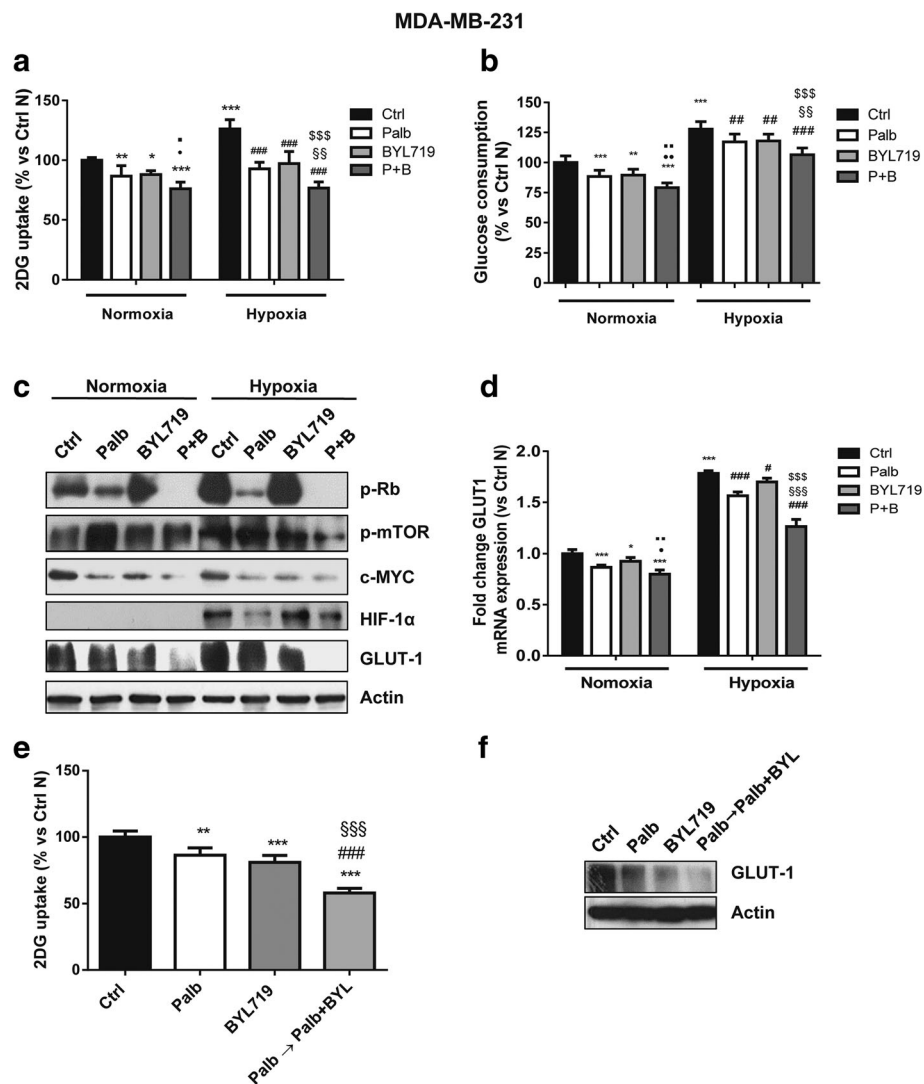 MDA-MB-231
a
2DG uptake (% vs Ctrl N)
150
100
50
0
***
** * ***
### ### $$$
§§
###
Ctrl
Palb
BYL719
P+B
Normoxia Hypoxia
b
Glucose consumption
(% vs Ctrl N)
150
125
100
75
50
25
0
*** ** ***
***
## ## $$$
§§
###
Ctrl
Palb
BYL719
P+B
Normoxia Hypoxia
c
Normoxia Hypoxia
Ctrl Palb BYL719 P+B Ctrl Palb BYL719 P+B
p-Rb
p-mTOR
c-MYC
HIF-1α
GLUT-1
Actin
d
Fold change GLUT1
mRNA expression (vs Ctrl N)
2.0
1.5
1.0
0.5
0.0
*** * ***
***
### # $$$
§§§
###
Ctrl
Palb
BYL719
P+B
Nomoxia Hypoxia
e
2DG uptake (% vs Ctrl N)
150
100
50
0
** *** §§§
###
***
Ctrl Palb BYL719 Palb → Palb+BYL
f
Ctrl Palb BYL719 Palb→Palb+BYL
GLUT-1
Actin